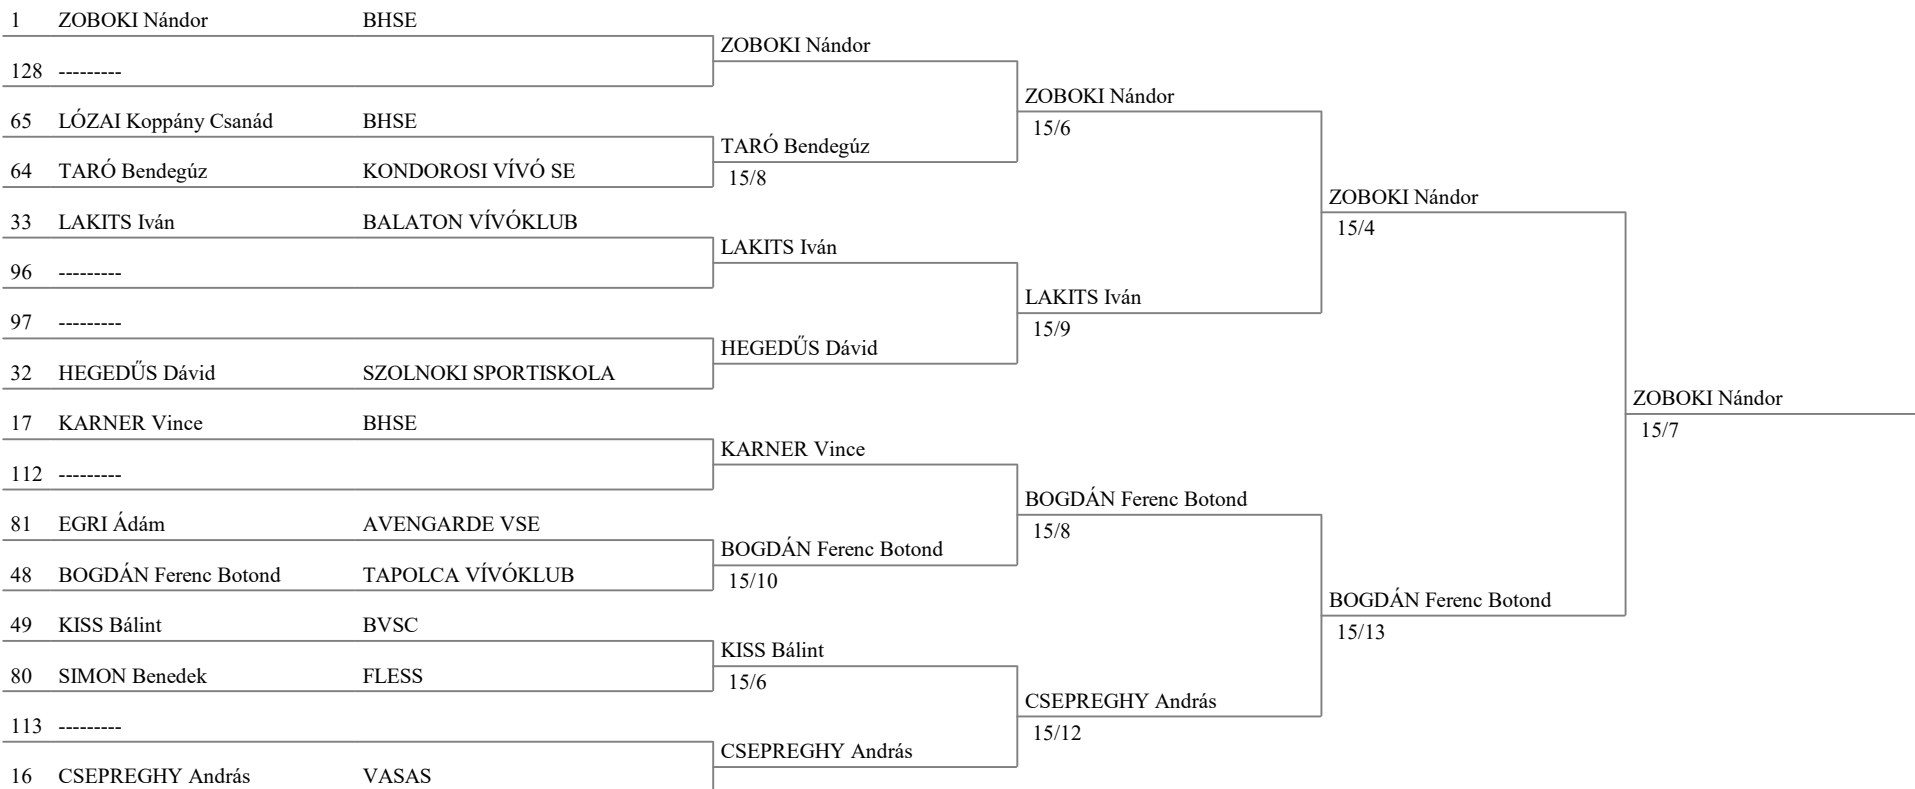 1 ZOBOKI Nándor BHSE
ZOBOKI Nándor
128 ---------
ZOBOKI Nándor
15/6
65 LÓZAI Koppány Csanád BHSE
TARÓ Bendegúz
15/8
64 TARÓ Bendegúz KONDOROSI VÍVÓ SE
ZOBOKI Nándor
15/4
33 LAKITS Iván BALATON VÍVÓKLUB
LAKITS Iván
96 ---------
LAKITS Iván
15/9
97 ---------
HEGEDŰS Dávid
32 HEGEDŰS Dávid SZOLNOKI SPORTISKOLA
ZOBOKI Nándor
15/7
17 KARNER Vince BHSE
KARNER Vince
112 ---------
BOGDÁN Ferenc Botond
15/8
81 EGRI Ádám AVENGARDE VSE
BOGDÁN Ferenc Botond
15/10
48 BOGDÁN Ferenc Botond TAPOLCA VÍVÓKLUB
BOGDÁN Ferenc Botond
15/13
49 KISS Bálint BVSC
KISS Bálint
15/6
80 SIMON Benedek FLESS
CSEPREGHY András
15/12
113 ---------
CSEPREGHY András
16 CSEPREGHY András VASAS